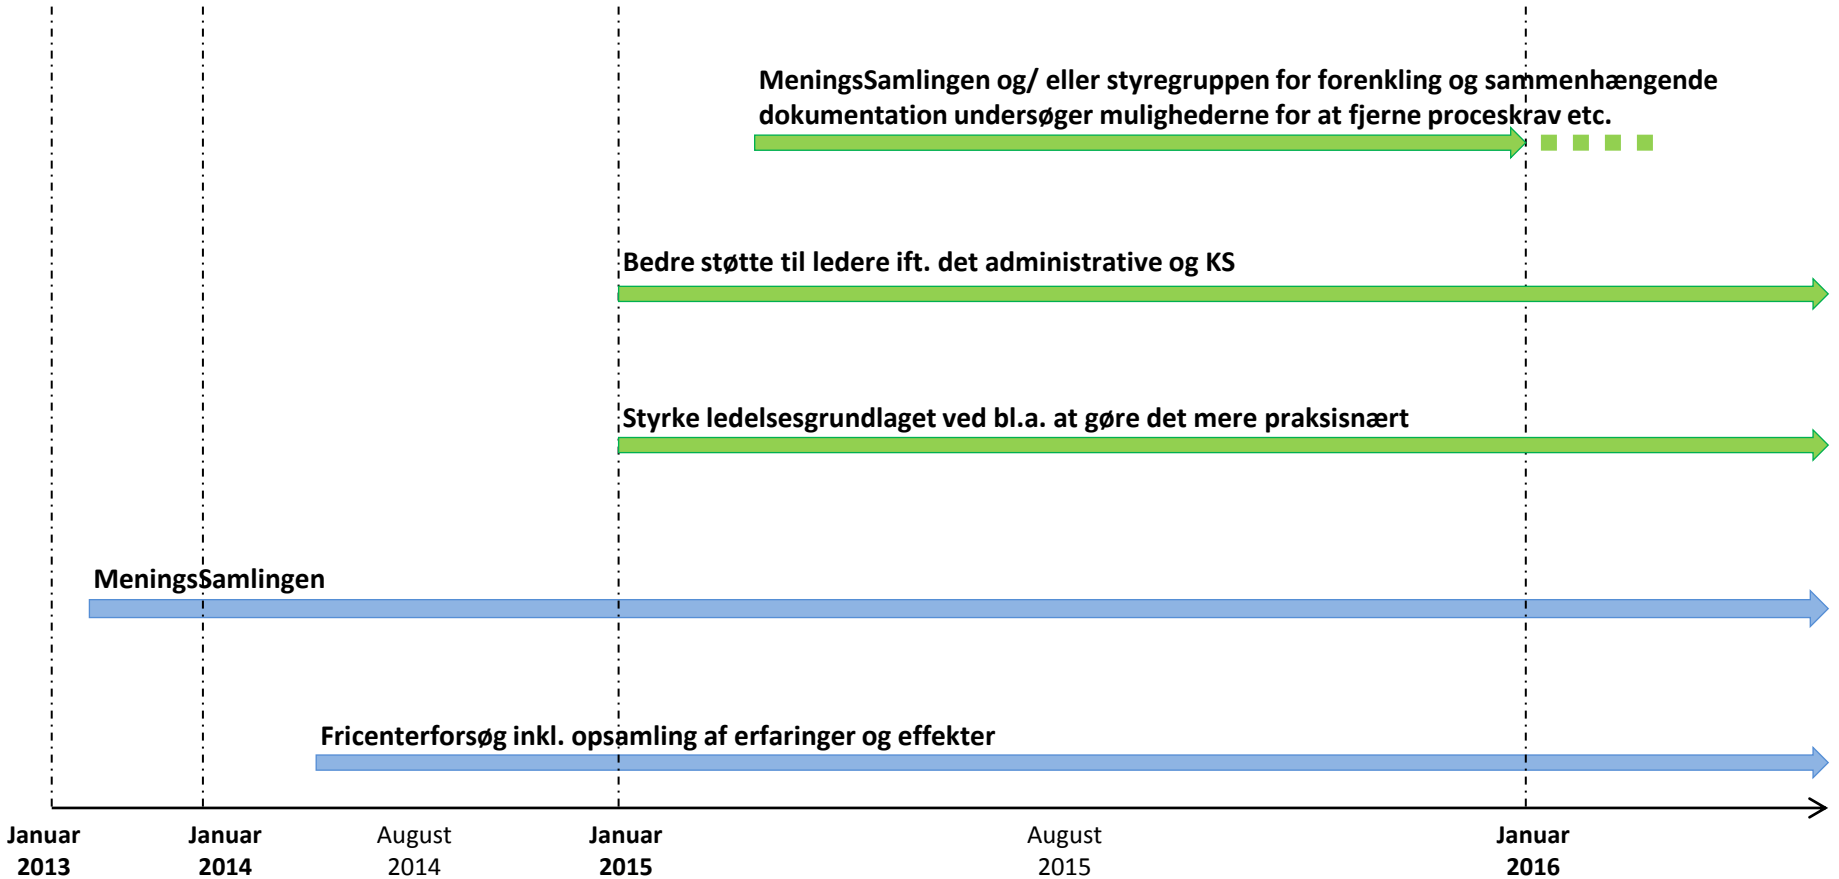 MeningsSamlingen og/ eller styregruppen for forenkling og sammenhængende
dokumentation undersøger mulighederne for at fjerne proceskrav etc.
Bedre støtte til ledere ift. det administrative og KS
Styrke ledelsesgrundlaget ved bl.a. at gøre det mere praksisnært
MeningsSamlingen
Fricenterforsøg inkl. opsamling af erfaringer og effekter
Januar
2013
Januar
2014
August
2014
Januar
2015
August
2015
Januar
2016